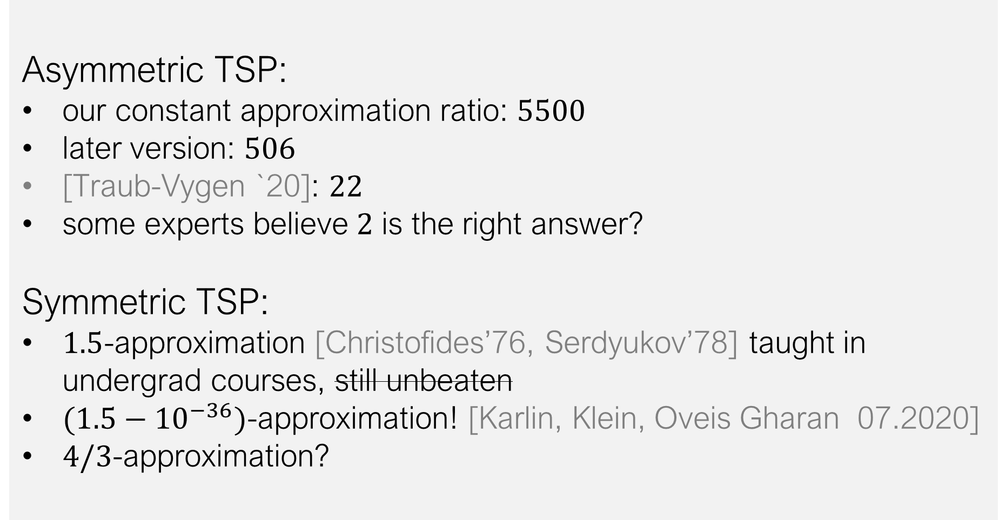 Asymmetric TSP:
• our constant approximation ratio: 5500
• later version: 506
• [Traub-Vygen `20]: 22
• some experts believe 2 is the right answer?
Symmetric TSP:
• 1.5-approximation [Christofides’76, Serdyukov’78] taught in
undergrad courses, still unbeaten
• (1.5 − 10⁻³⁶)-approximation! [Karlin, Klein, Oveis Gharan  07.2020]
• 4/3-approximation?